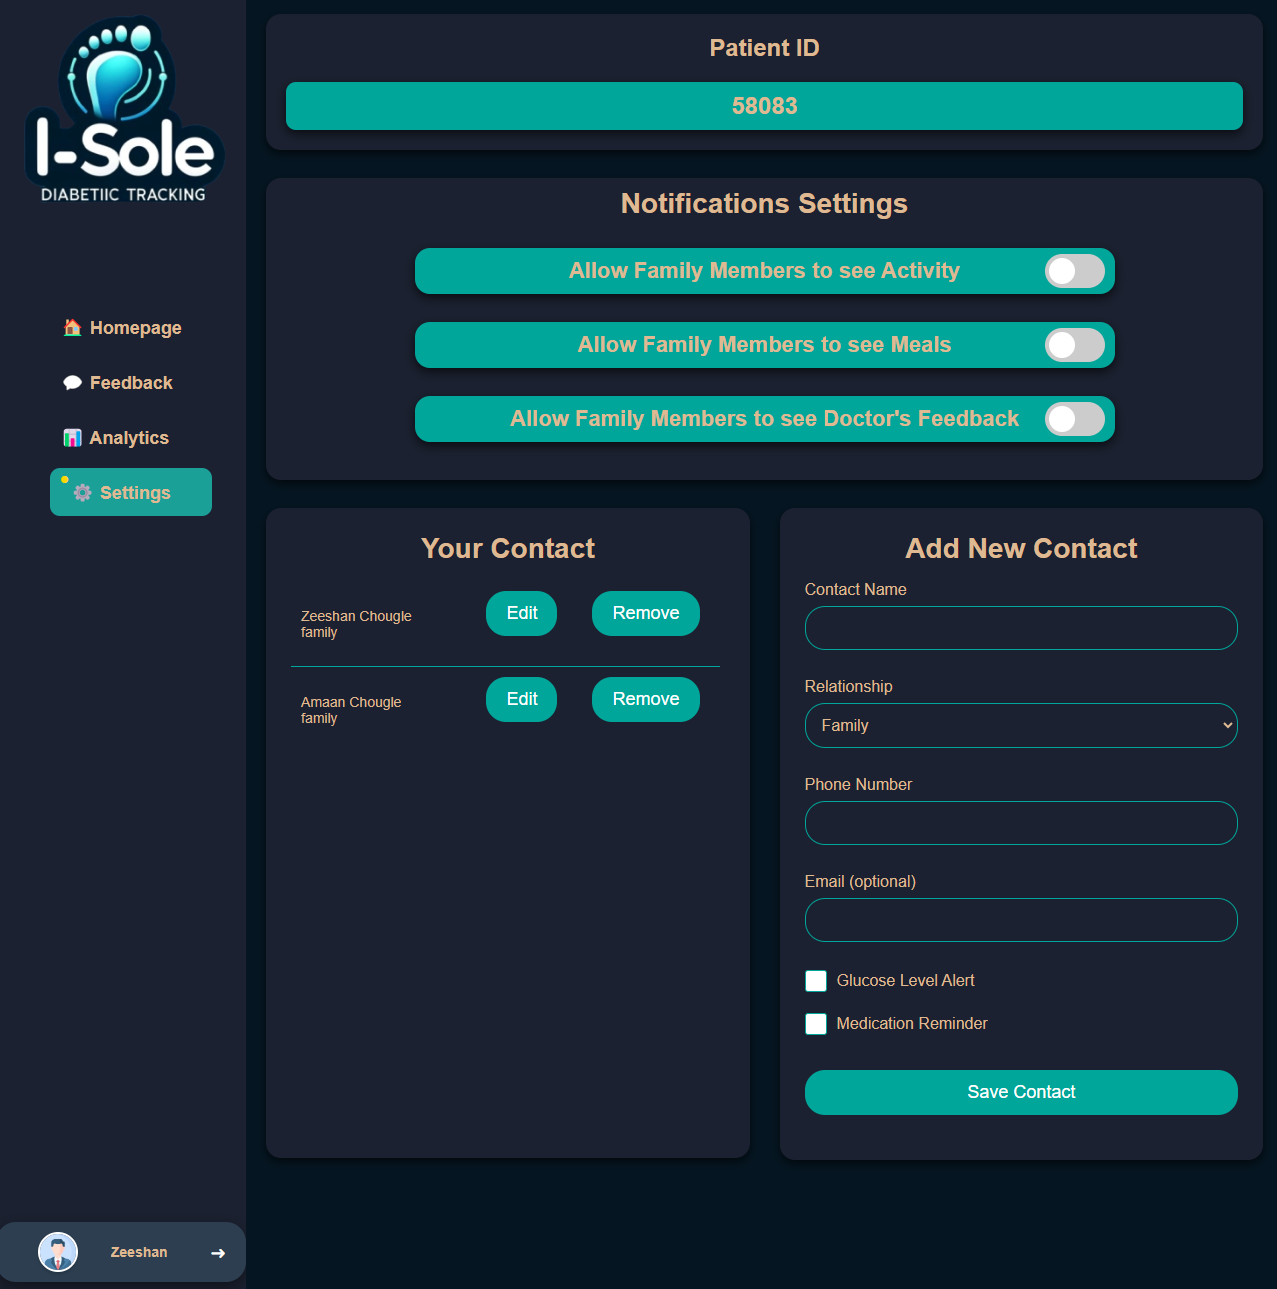 I-Sole
DIABETIIC TRACKING
Homepage
Feedback
Analytics
Settings
Zeeshan
Patient ID
58083
Notifications Settings
Allow Family Members to see Activity
Allow Family Members to see Meals
Allow Family Members to see Doctor's Feedback
Your Contact
Zeeshan Chougle
family
Edit
Remove
Amaan Chougle
family
Edit
Remove
Add New Contact
Contact Name
Relationship
Family
Phone Number
Email (optional)
Glucose Level Alert
Medication Reminder
Save Contact